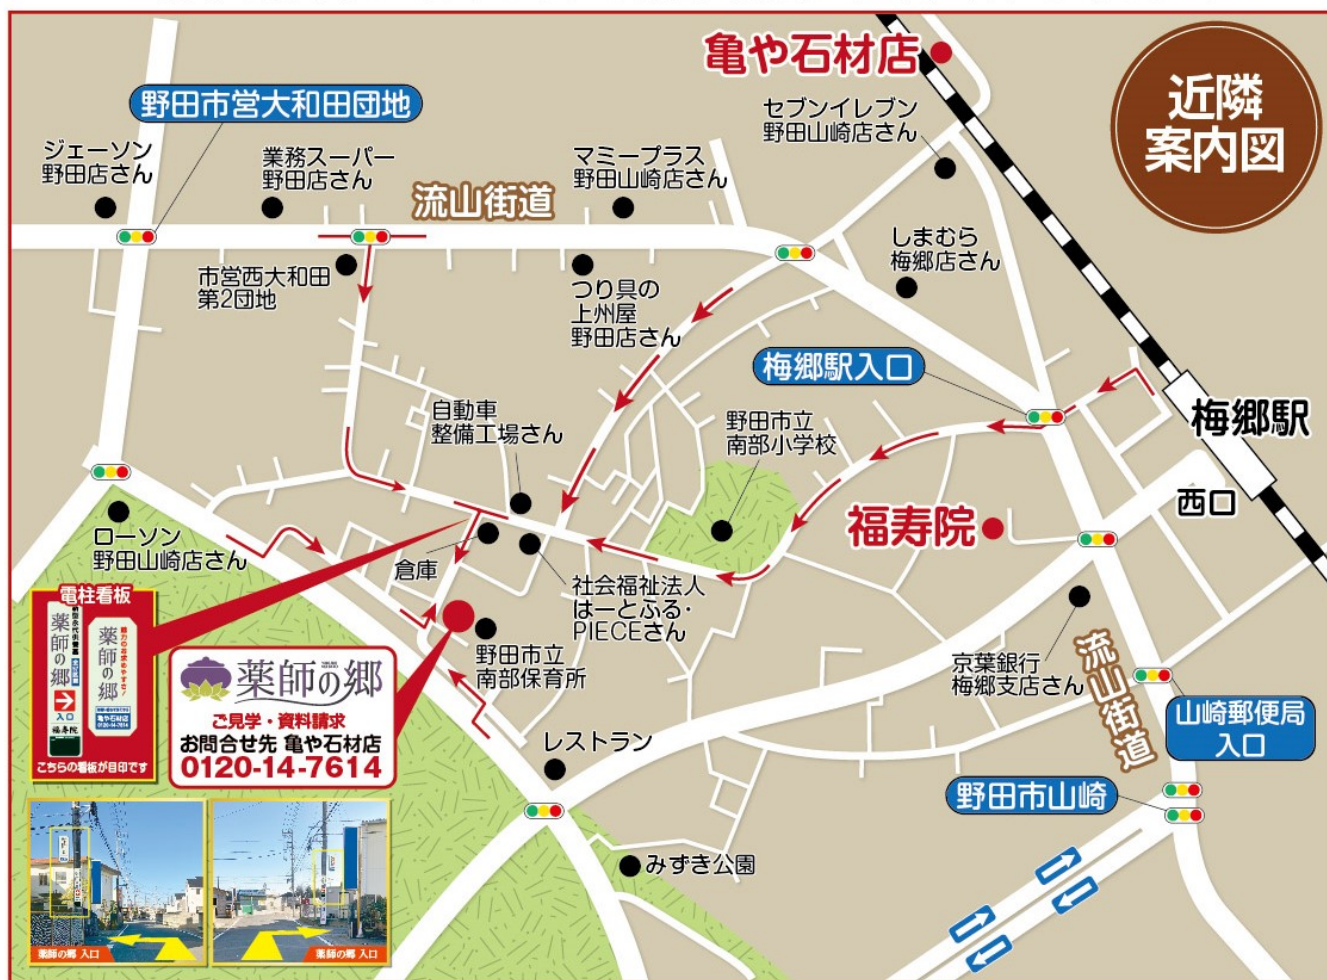 近隣
案内図
亀や石材店
セブンイレブン
野田山崎店さん
野田市営大和田団地
ジェーソン
野田店さん
業務スーパー
野田店さん
流山街道
マミープラス
野田山崎店さん
しまむら
梅郷店さん
市営西大和田
第2団地
つり具の
上州屋
野田店さん
梅郷駅入口
梅郷駅
西口
自動車
整備工場さん
野田市立
南部小学校
福寿院
ローソン
野田山崎店さん
倉庫
社会福祉法人
はーとふる・
PIECEさん
電柱看板
薬師の郷
入口
福寿院
薬師の郷
亀や石材店
0120-14-7614
こちらの看板が目印です
薬師の郷
ご見学・資料請求
お問合せ先 亀や石材店
0120-14-7614
野田市立
南部保育所
京葉銀行
梅郷支店さん
流山街道
山崎郵便局
入口
レストラン
野田市山崎
みずき公園
薬師の郷 入口
薬師の郷 入口